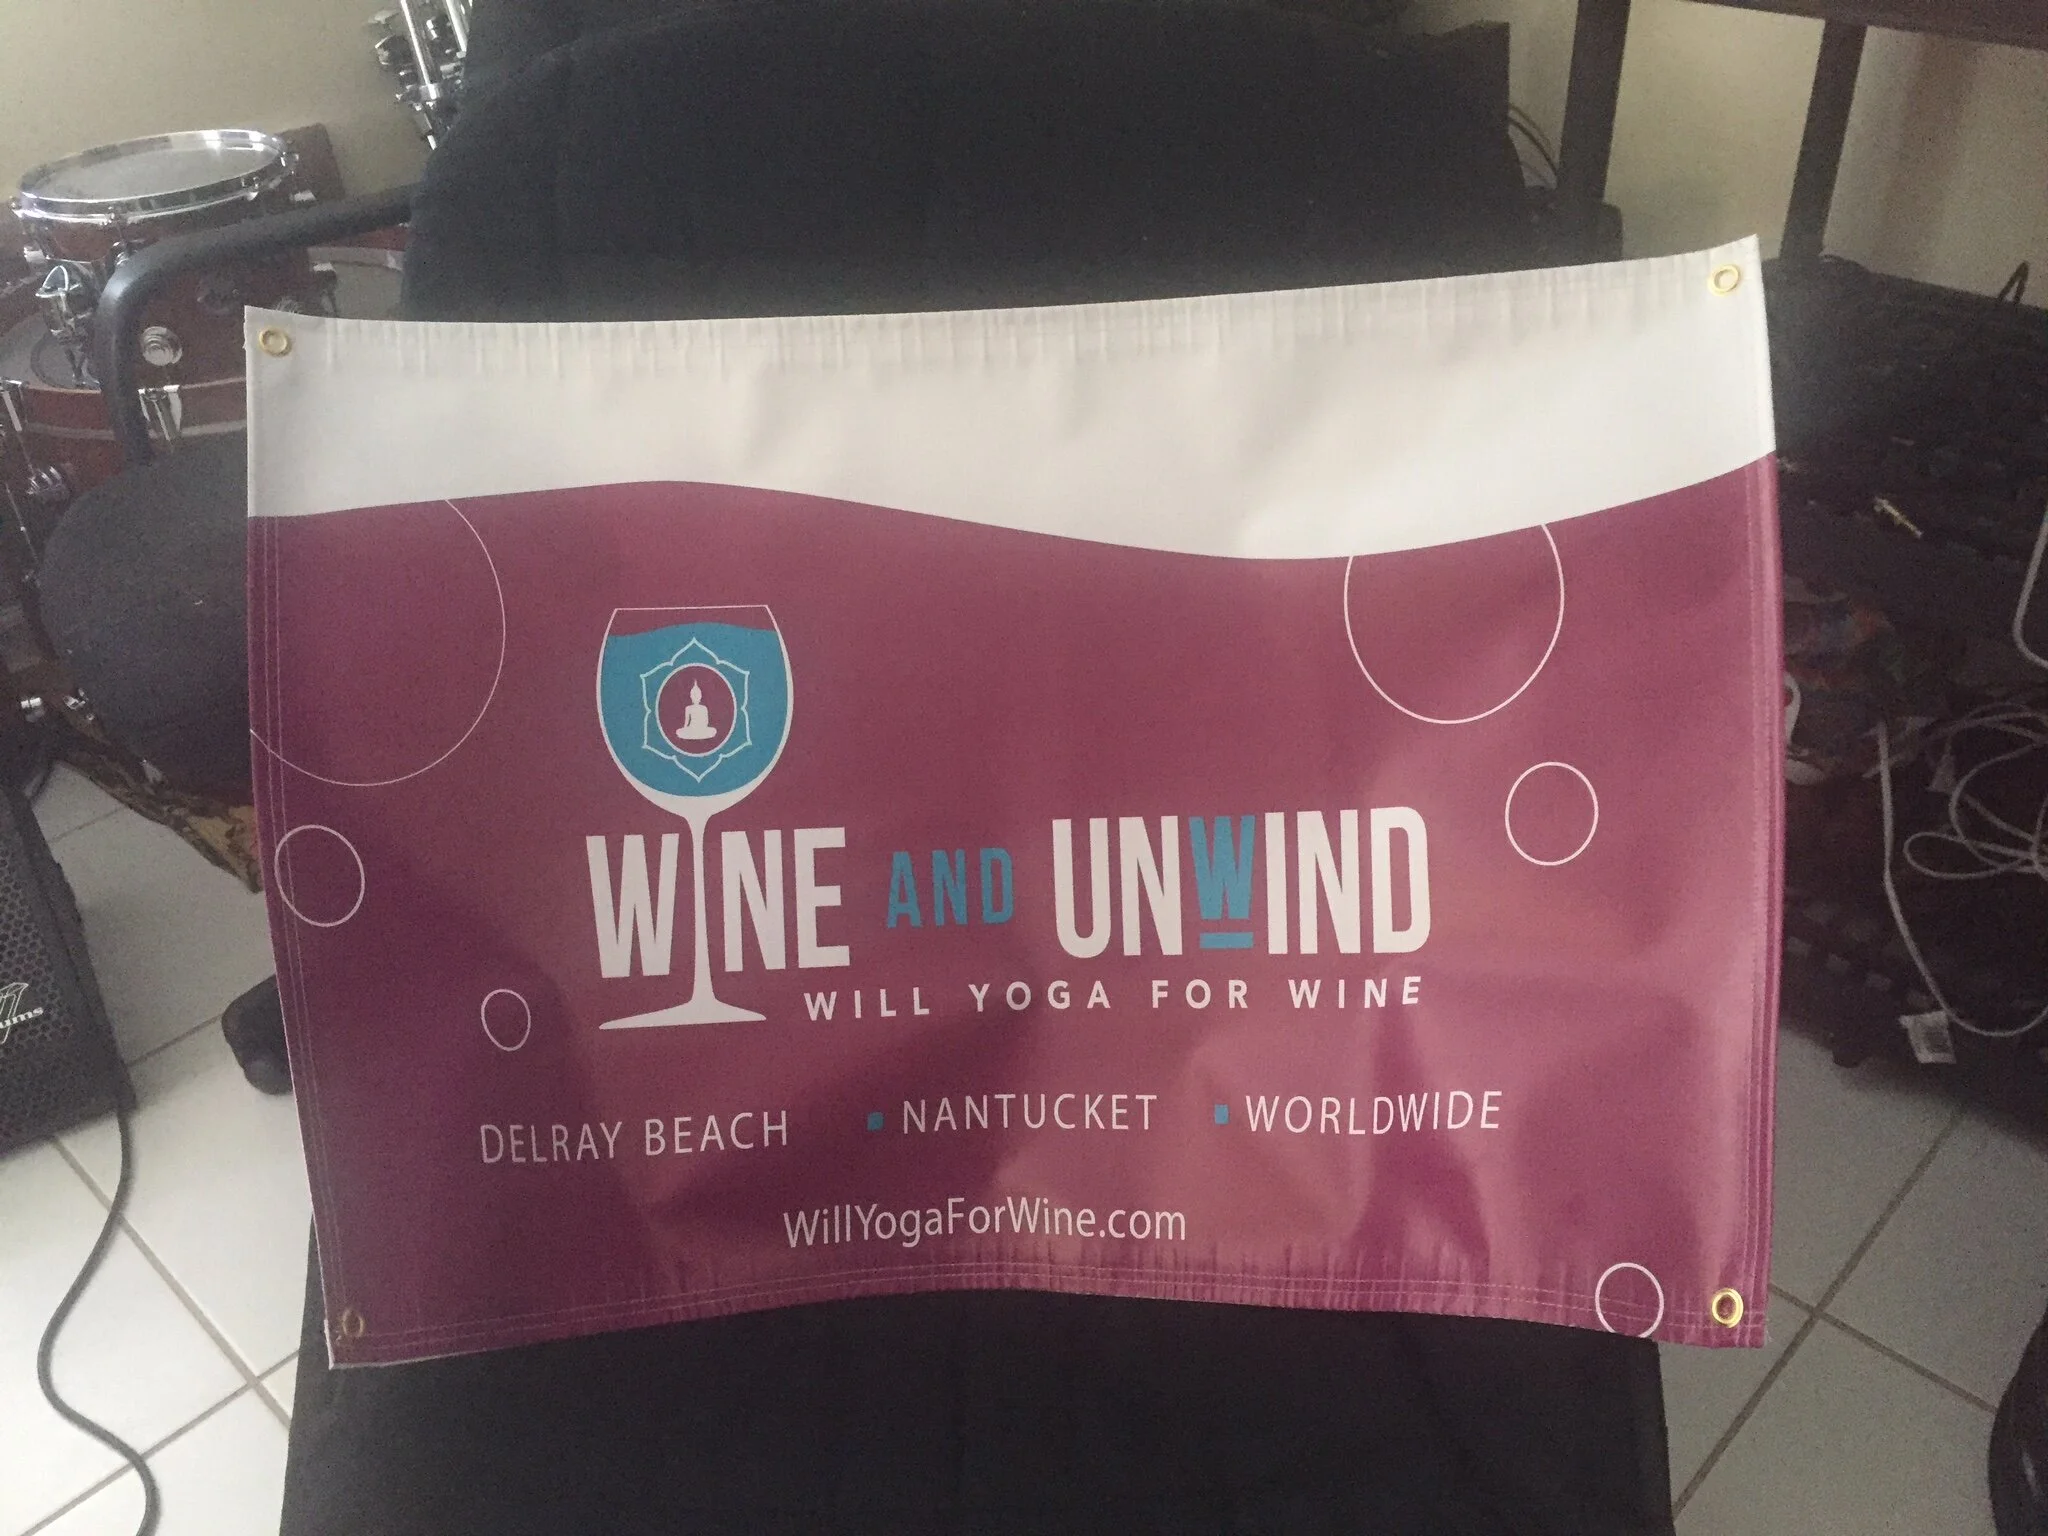 WINE AND UNWIND
WILL YOGA FOR WINE
DELRAY BEACH ▪ NANTUCKET ▪ WORLDWIDE
WillYogaForWine.com